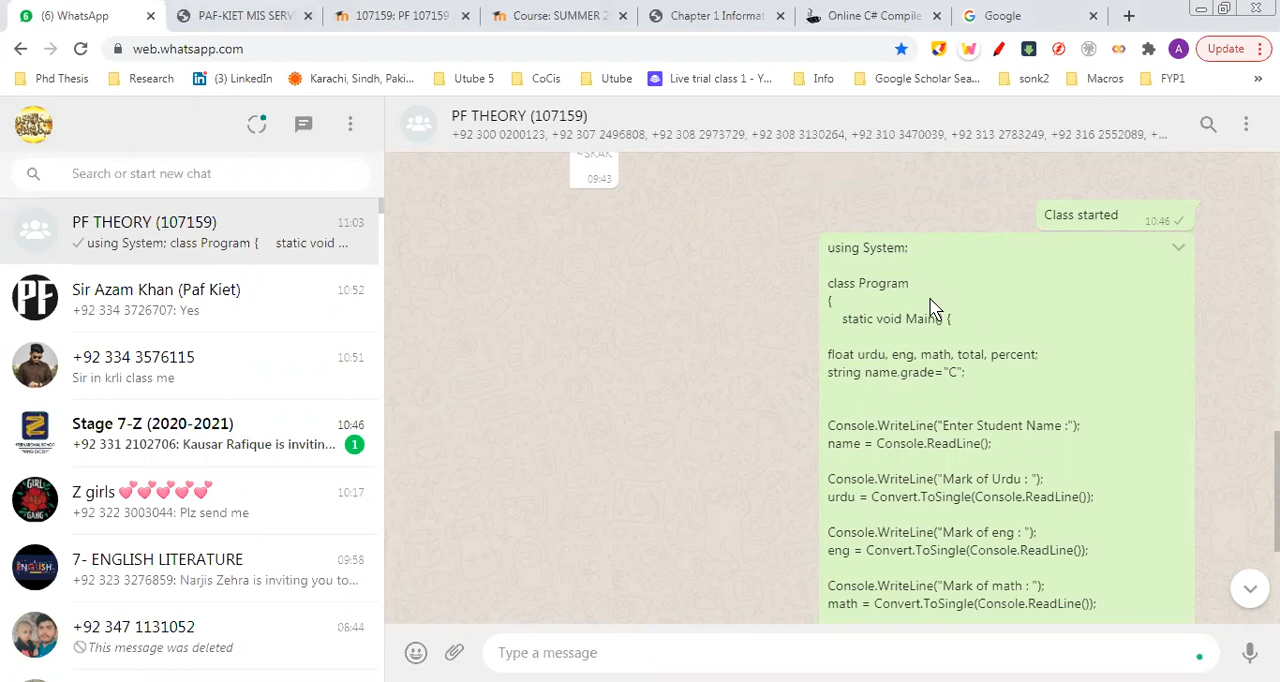 (6) WhatsApp
PAF-KIET MIS SERV
107159: PF 107159
Course: SUMMER 2
Chapter 1 Informat
Online C# Compile
Google
web.whatsapp.com
A
Update
Phd Thesis
Research
(3) LinkedIn
Karachi, Sindh, Paki...
Utube 5
CoCis
Utube
Live trial class 1 - Y...
Info
Google Scholar Sea...
sonk2
Macros
FYP1
»
PF THEORY (107159)
+92 300 0200123, +92 307 2496808, +92 308 2973729, +92 308 3130264, +92 310 3470039, +92 313 2783249, +92 316 2552089, +92 ...
Search or start new chat
PF THEORY (107159)
11:03
using System; class Program { static void ...
Sir Azam Khan (Paf Kiet)
10:52
+92 334 3726707: Yes
+92 334 3576115
10:51
Sir in krli class me
Stage 7-Z (2020-2021)
10:46
+92 331 2102706: Kausar Rafique is invitin...
1
Z girls
10:17
+92 322 3003044: Plz send me
7- ENGLISH LITERATURE
09:58
+92 323 3276859: Narjis Zehra is inviting you to...
+92 347 1131052
08:44
This message was deleted
~SKAK
09:43
Class started
10:46
using System;
class Program
{
static void Main() {
float urdu, eng, math, total, percent;
string name,grade="C";
Console.WriteLine("Enter Student Name :");
name = Console.ReadLine();
Console.WriteLine("Mark of Urdu : ");
urdu = Convert.ToSingle(Console.ReadLine());
Console.WriteLine("Mark of eng : ");
eng = Convert.ToSingle(Console.ReadLine());
Console.WriteLine("Mark of math : ");
math = Convert.ToSingle(Console.ReadLine());
Type a message